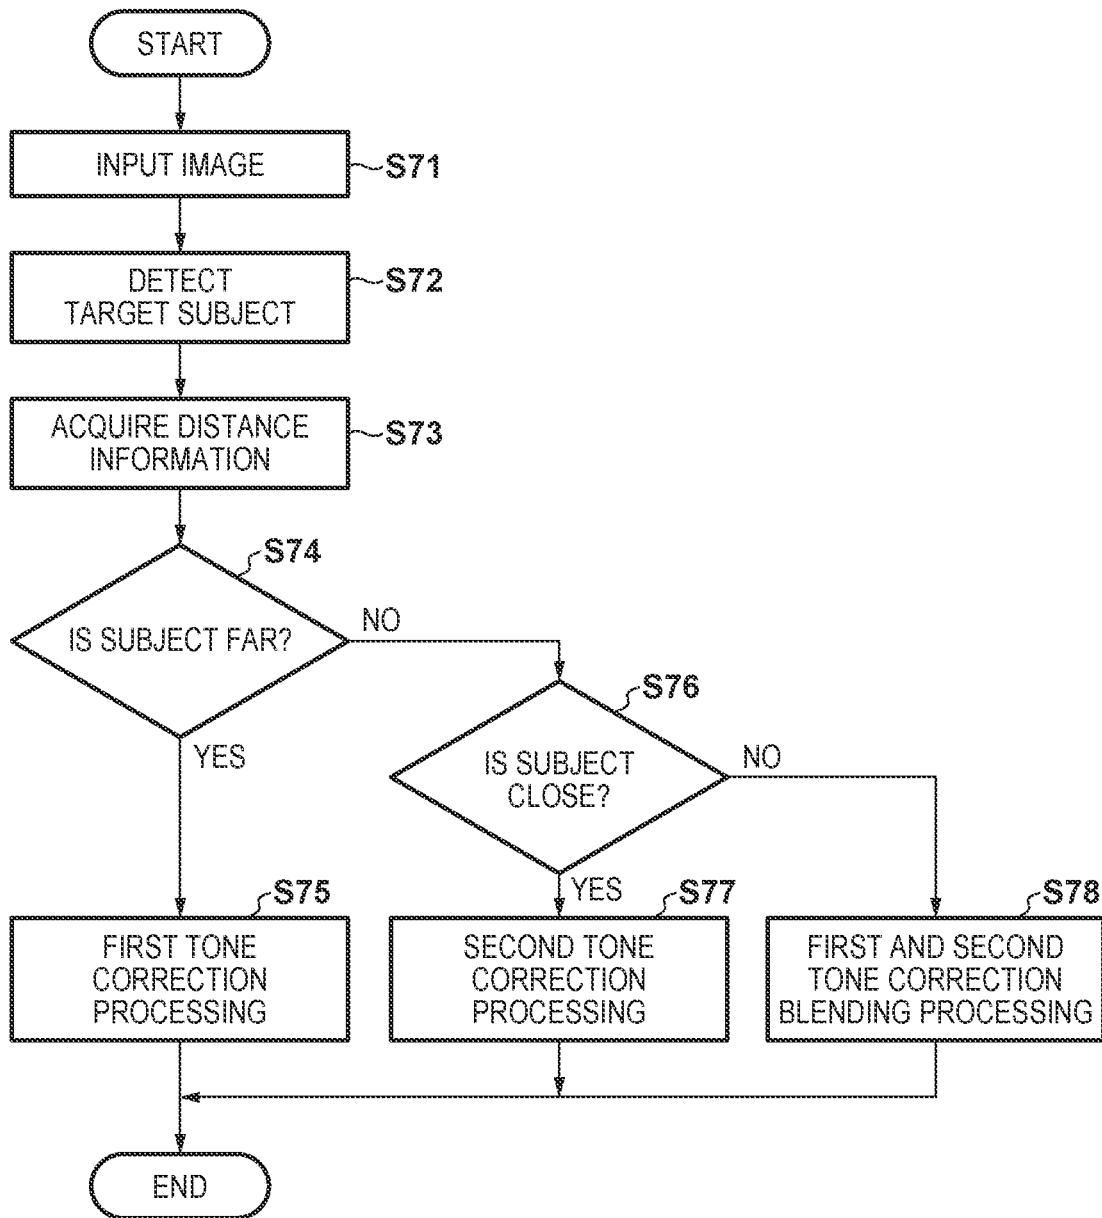 START
INPUT IMAGE
S71
DETECT
TARGET SUBJECT
S72
ACQUIRE DISTANCE
INFORMATION
S73
S74
IS SUBJECT FAR?
NO
YES
S76
IS SUBJECT
CLOSE?
NO
YES
S75
FIRST TONE
CORRECTION
PROCESSING
S77
SECOND TONE
CORRECTION
PROCESSING
S78
FIRST AND SECOND
TONE CORRECTION
BLENDING PROCESSING
END